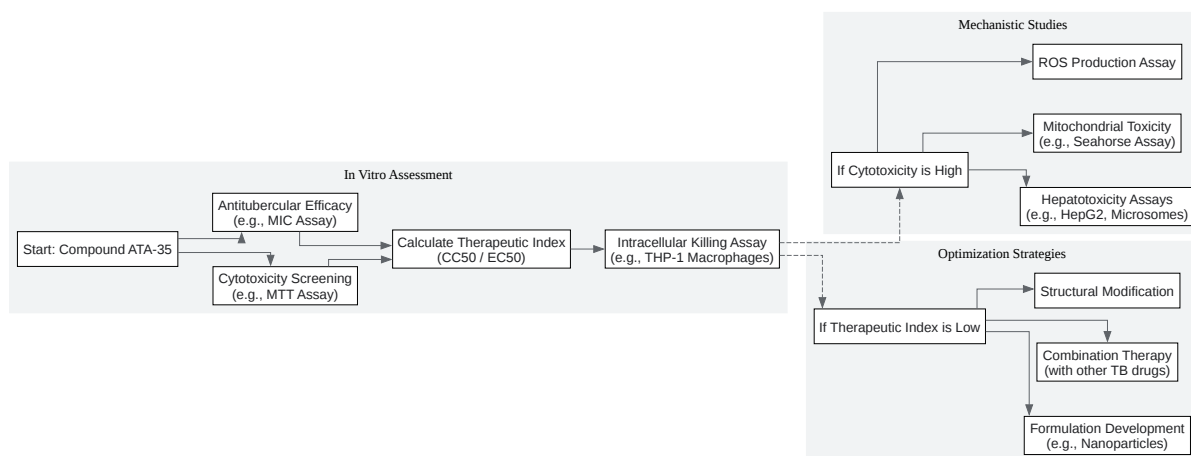 In Vitro Assessment
Start: Compound ATA-35
Antitubercular Efficacy
(e.g., MIC Assay)
Cytotoxicity Screening
(e.g., MTT Assay)
Calculate Therapeutic Index
(CC50 / EC50)
Intracellular Killing Assay
(e.g., THP-1 Macrophages)
Mechanistic Studies
If Cytotoxicity is High
ROS Production Assay
Mitochondrial Toxicity
(e.g., Seahorse Assay)
Hepatotoxicity Assays
(e.g., HepG2, Microsomes)
Optimization Strategies
If Therapeutic Index is Low
Structural Modification
Combination Therapy
(with other TB drugs)
Formulation Development
(e.g., Nanoparticles)